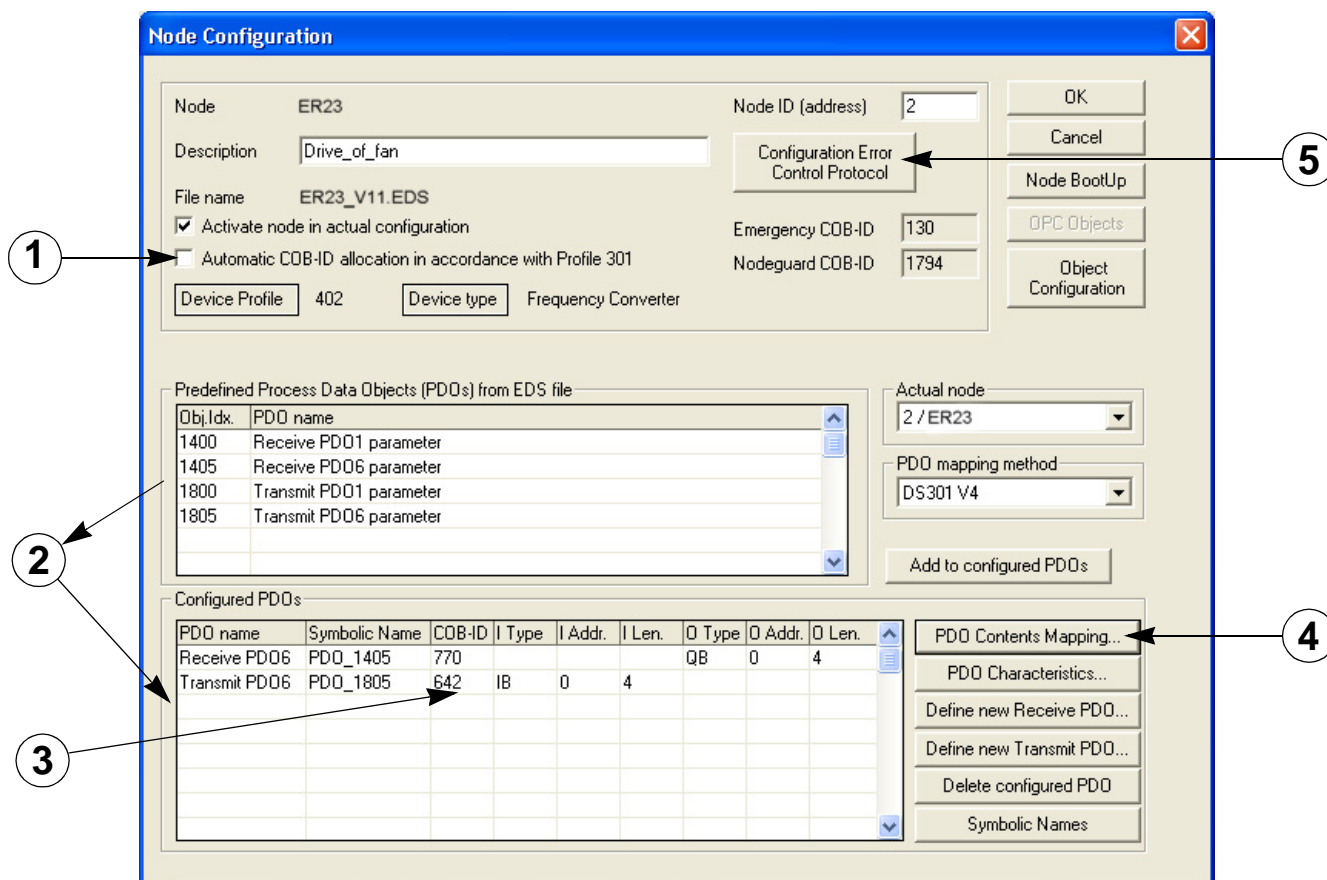 Node Configuration
Node ER23 Node ID (address) 2 OK
Cancel
Description Drive_of_fan Configuration Error
Control Protocol
5
Node BootUp
File name ER23_V11.EDS
Activate node in actual configuration Emergency COB-ID 130 OPC Objects
1
Automatic COB-ID allocation in accordance with Profile 301 Nodeguard COB-ID 1794
Object
Configuration
Device Profile 402 Device type Frequency Converter
Predefined Process Data Objects (PDOs) from EDS file
Obj.Idx. PDO name
1400 Receive PDO1 parameter
1405 Receive PDO6 parameter
1800 Transmit PDO1 parameter
1805 Transmit PDO6 parameter
Actual node
2 / ER23
PDO mapping method
DS301 V4
2
Add to configured PDOs
Configured PDOs
PDO name Symbolic Name COB-ID I Type I Addr. I Len. O Type O Addr. O Len.
Receive PDO6 PDO_1405 770 QB 0 4
Transmit PDO6 PDO_1805 642 IB 0 4
3
PDO Contents Mapping...
4
PDO Characteristics...
Define new Receive PDO...
Define new Transmit PDO...
Delete configured PDO
Symbolic Names